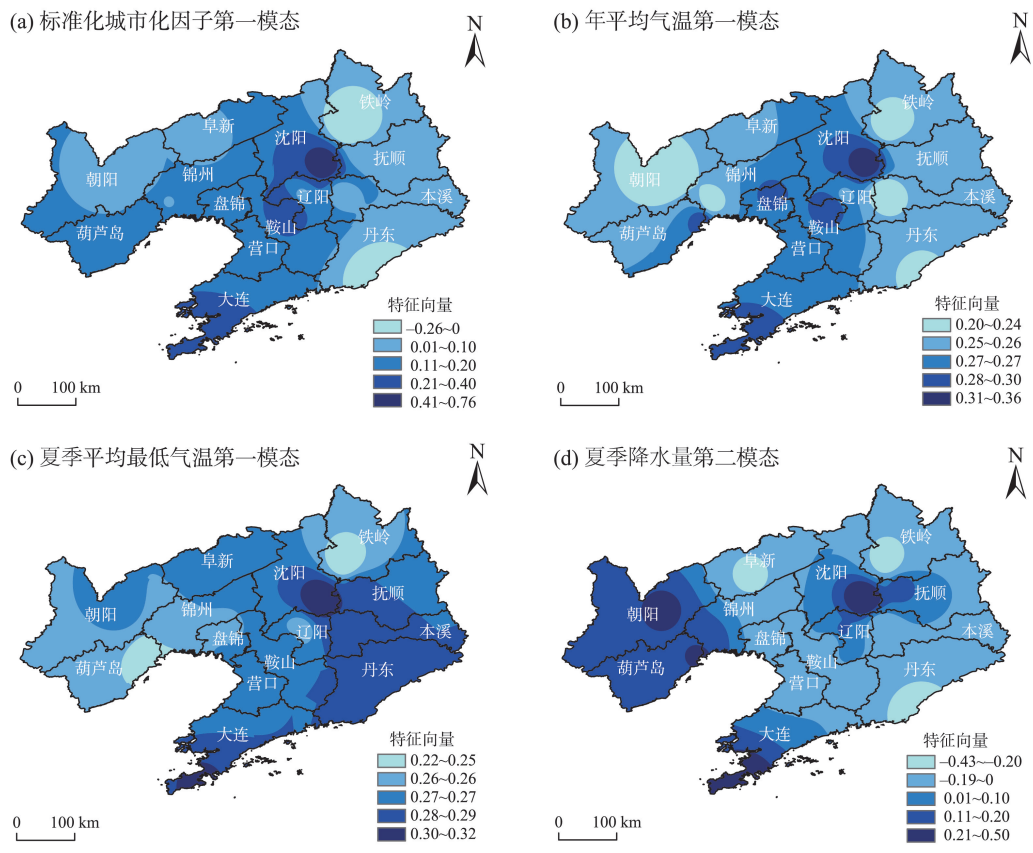 (a) 标准化城市化因子第一模态
N
铁岭
阜新
沈阳
抚顺
朝阳
锦州
辽阳
本溪
盘锦
葫芦岛
鞍山
丹东
营口
大连
特征向量
−0.26~0
0.01~0.10
0.11~0.20
0.21~0.40
0.41~0.76
0 100 km
(b) 年平均气温第一模态
N
铁岭
阜新
沈阳
抚顺
朝阳
锦州
辽阳
本溪
盘锦
葫芦岛
鞍山
丹东
营口
大连
特征向量
0.20~0.24
0.25~0.26
0.27~0.27
0.28~0.30
0.31~0.36
0 100 km
(c) 夏季平均最低气温第一模态
N
铁岭
阜新
沈阳
抚顺
朝阳
锦州
辽阳
本溪
盘锦
葫芦岛
鞍山
丹东
营口
大连
特征向量
0.22~0.25
0.26~0.26
0.27~0.27
0.28~0.29
0.30~0.32
0 100 km
(d) 夏季降水量第二模态
N
铁岭
阜新
沈阳
抚顺
朝阳
锦州
辽阳
本溪
盘锦
葫芦岛
鞍山
丹东
营口
大连
特征向量
−0.43~−0.20
−0.19~0
0.01~0.10
0.11~0.20
0.21~0.50
0 100 km